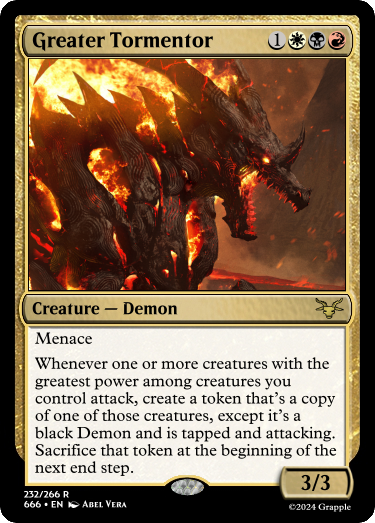 Greater Tormentor 1
Creature — Demon
Menace
Whenever one or more creatures with the
greatest power among creatures you
control attack, create a token that's a copy
of one of those creatures, except it's a
black Demon and is tapped and attacking.
Sacrifice that token at the beginning of the
next end step.
3/3
232/266 R
666 • EN Abel Vera
©2024 Grapple